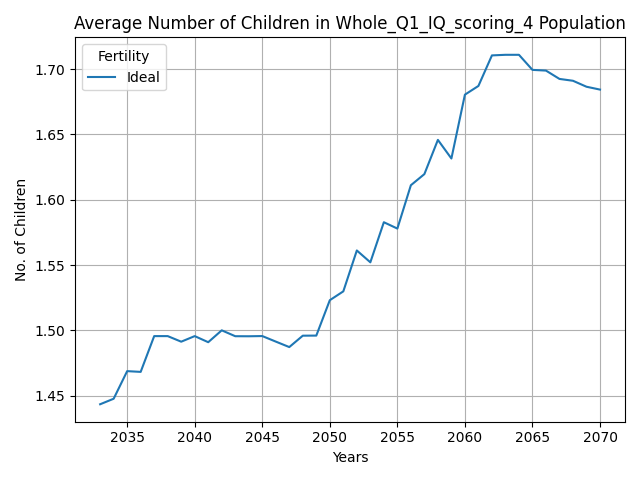 Average Number of Children in Whole_Q1_IQ_scoring_4 Population
Fertility
Ideal
No. of Children
1.70
1.65
1.60
1.55
1.50
1.45
2035 2040 2045 2050 2055 2060 2065 2070
Years